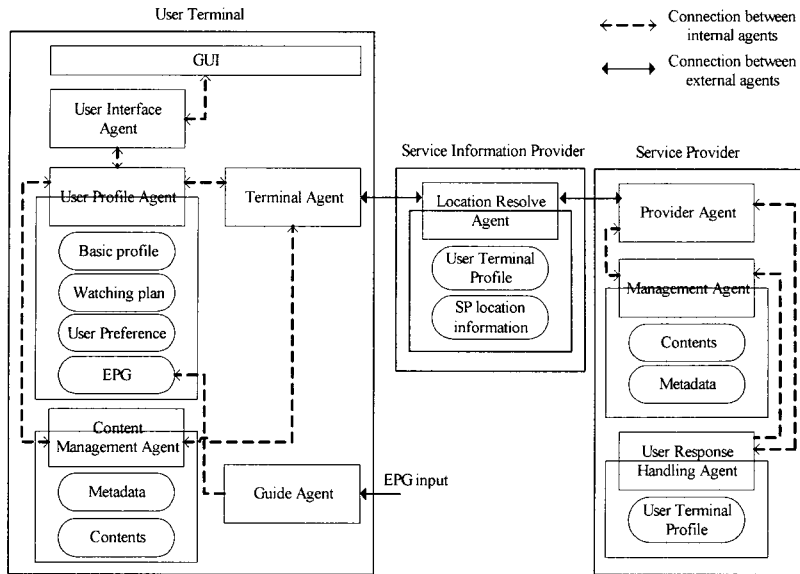 User Terminal
Connection between
internal agents
Connection between
external agents
GUI
User Interface
Agent
Service Information Provider
Service Provider
User Profile Agent
Terminal Agent
Location Resolve
Agent
Provider Agent
Basic profile
Watching plan
User Preference
EPG
User Terminal
Profile
SP location
information
Management Agent
Contents
Metadata
Content
Management Agent
Metadata
Contents
Guide Agent
EPG input
User Response
Handling Agent
User Terminal
Profile